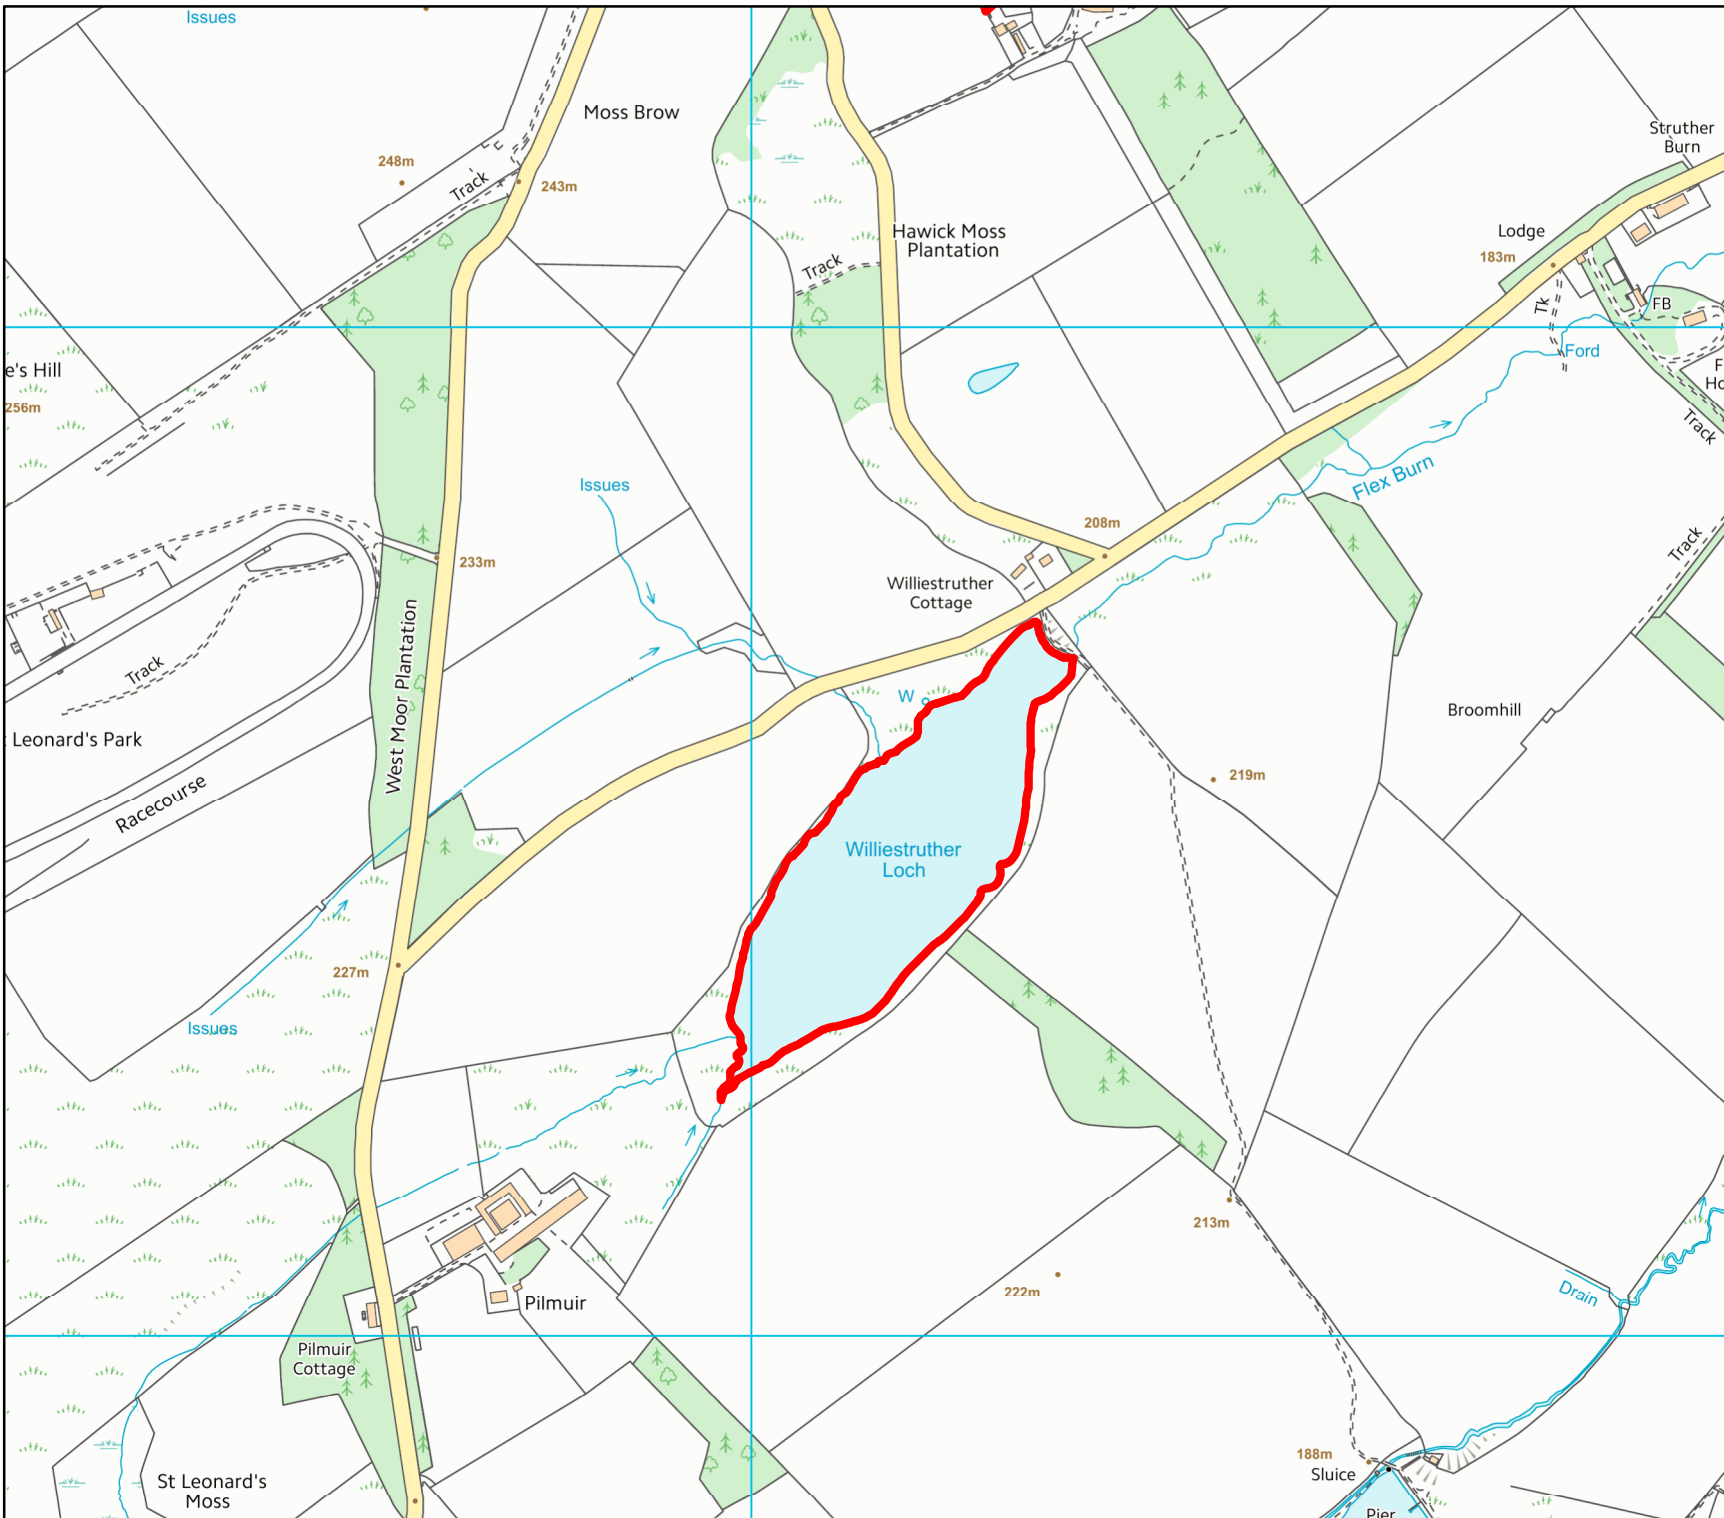 Issues
Moss Brow
Struther
Burn
248m
Track
243m
Hawick Moss
Plantation
Lodge
183m
Track
Tk
FB
Ford
e's Hill
F
Ho
256m
Track
Issues
Flex Burn
208m
Track
233m
Williestruther
Cottage
West Moor Plantation
Track
W
Broomhill
Leonard's Park
219m
Racecourse
Williestruther
Loch
227m
Issues
213m
222m
Drain
Pilmuir
Pilmuir
Cottage
188m
Sluice
St Leonard's
Moss
Pier